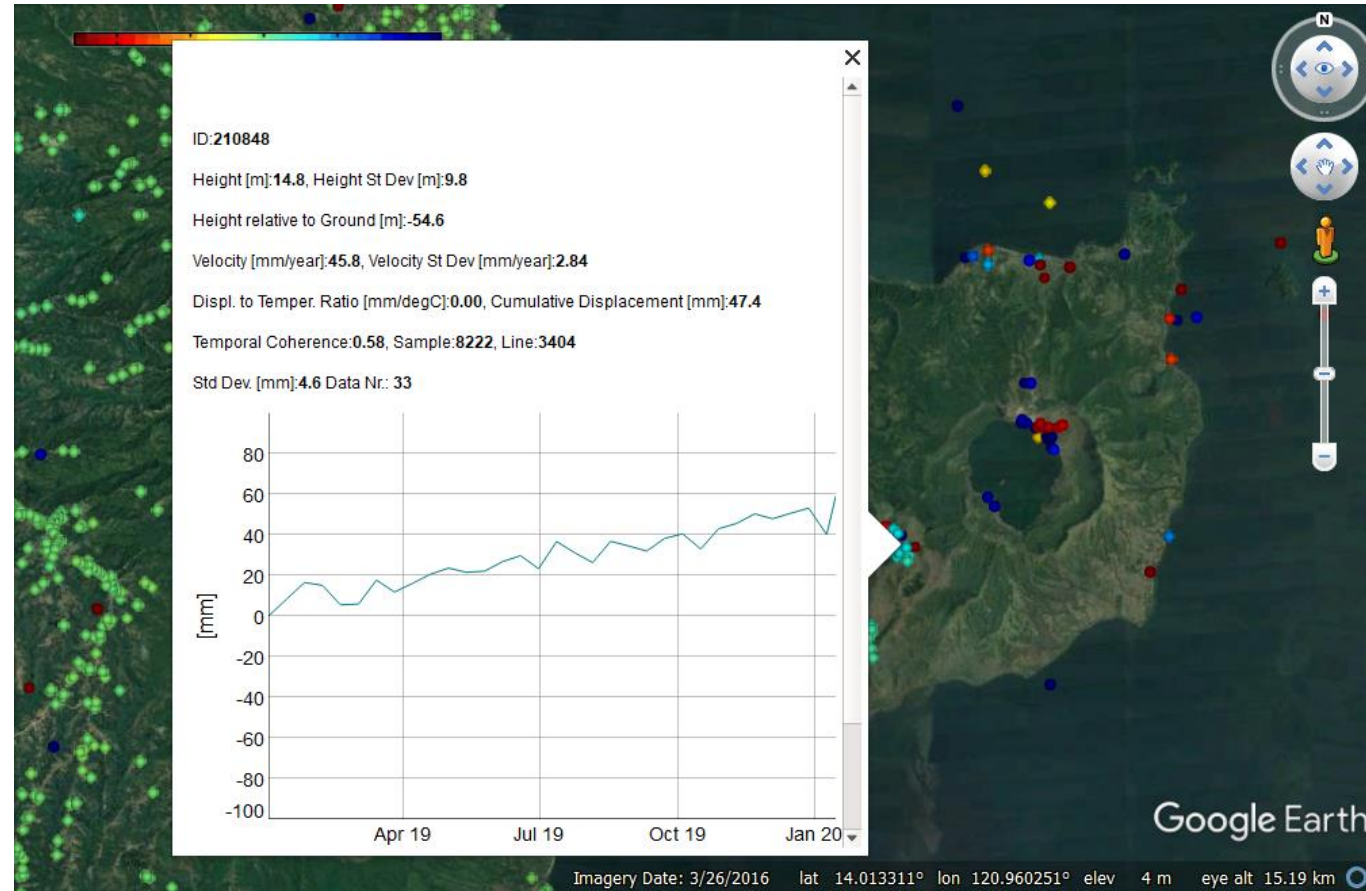 N
ID:210848
Height [m]:14.8, Height St Dev [m]:9.8
Height relative to Ground [m]:-54.6
Velocity [mm/year]:45.8, Velocity St Dev [mm/year]:2.84
Displ. to Temper. Ratio [mm/degC]:0.00, Cumulative Displacement [mm]:47.4
Temporal Coherence:0.58, Sample:8222, Line:3404
Std Dev. [mm]:4.6 Data Nr.: 33
80
60
40
20
0
-20
-40
-60
-80
-100
[mm]
Apr 19 Jul 19 Oct 19 Jan 20
Google Earth
Imagery Date: 3/26/2016 lat 14.013311° lon 120.960251° elev 4 m eye alt 15.19 km